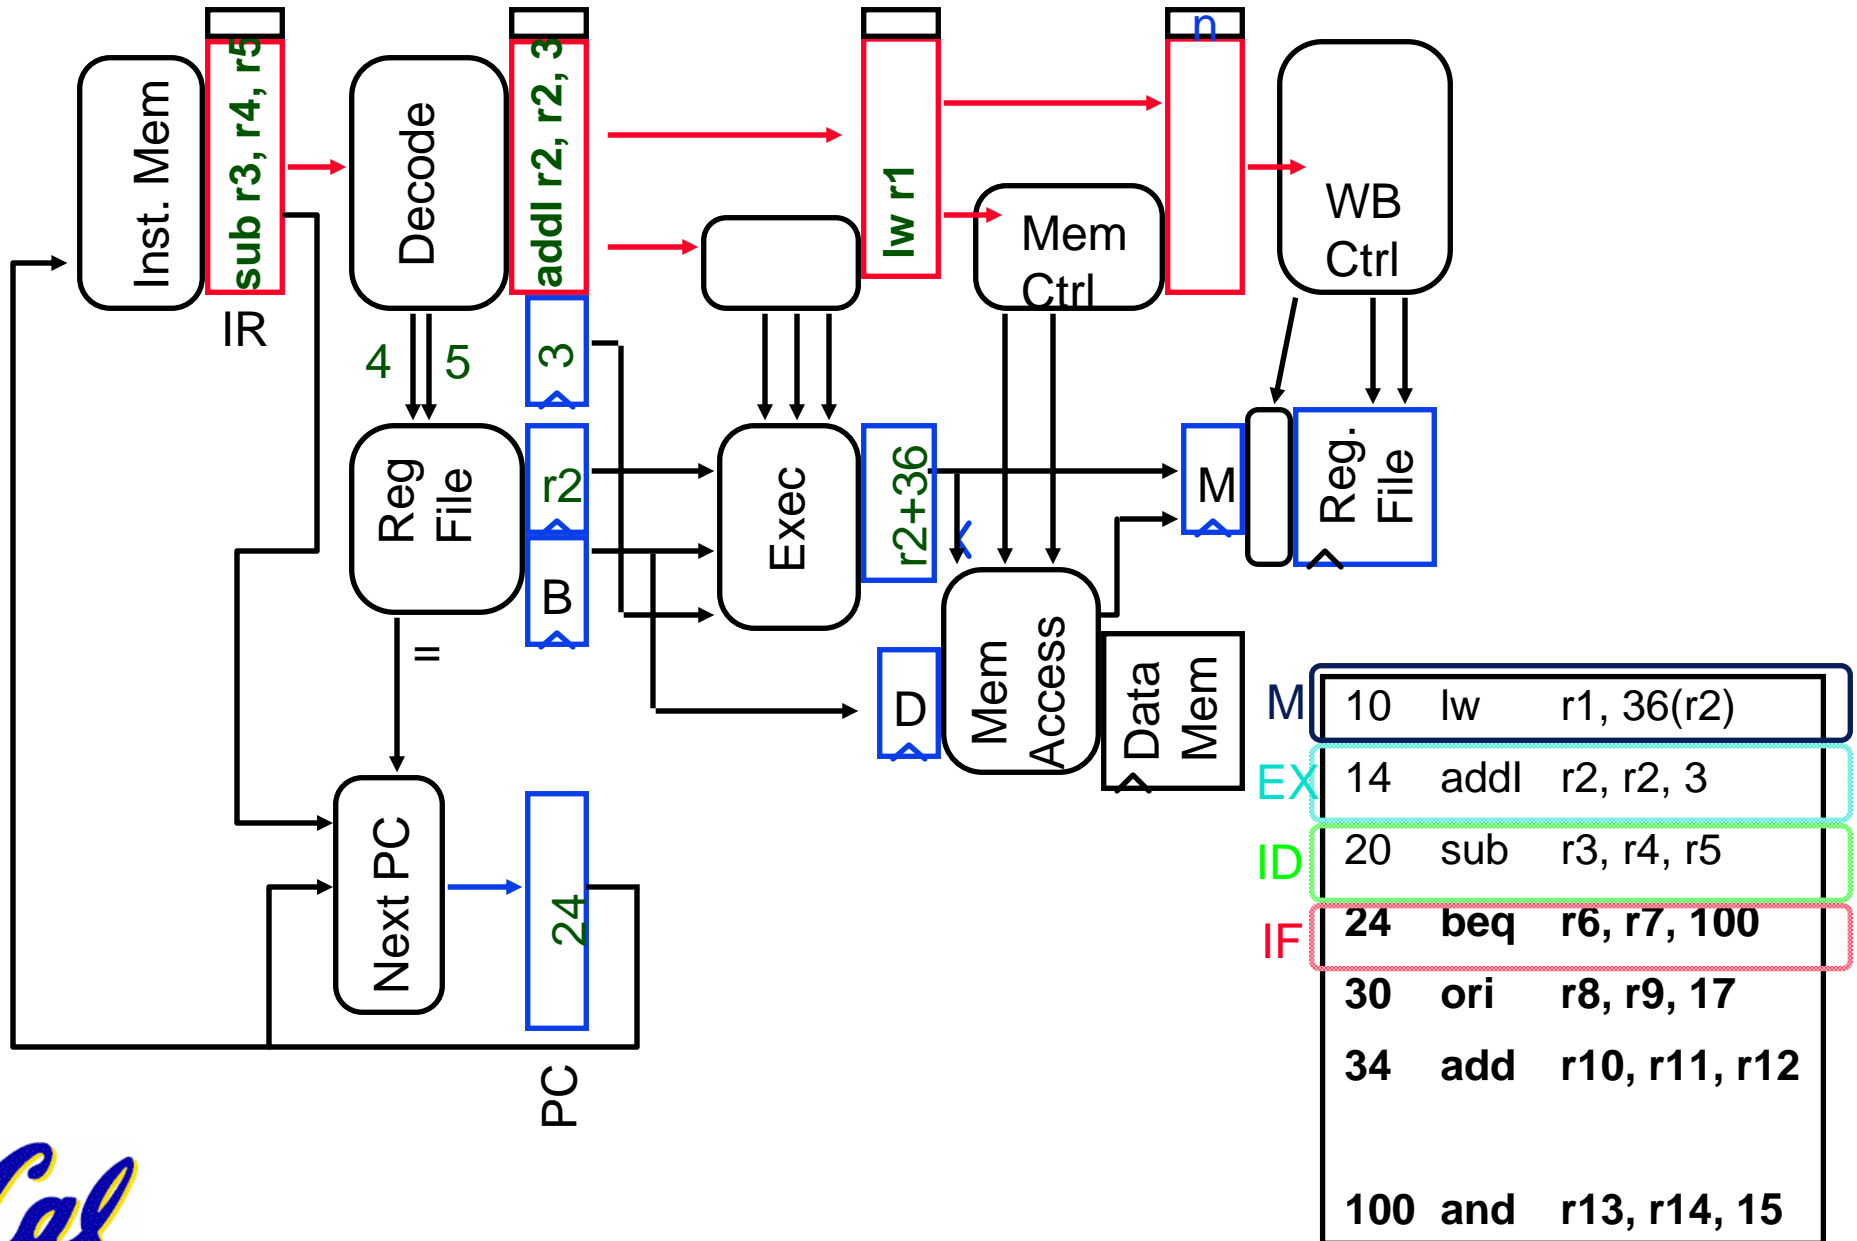 n
Inst. Mem
sub r3, r4, r5
IR
Decode
addI r2, r2, 3
lw r1
Mem
Ctrl
WB
Ctrl
4
5
3
Reg
File
r2
B
Exec
r2+36
M
Reg.
File
=
D
Mem
Access
Data
Mem
Next PC
24
PC
M
10 lw r1, 36(r2)
EX
14 addI r2, r2, 3
ID
20 sub r3, r4, r5
IF
24 beq r6, r7, 100
30 ori r8, r9, 17
34 add r10, r11, r12
100 and r13, r14, 15
Cal